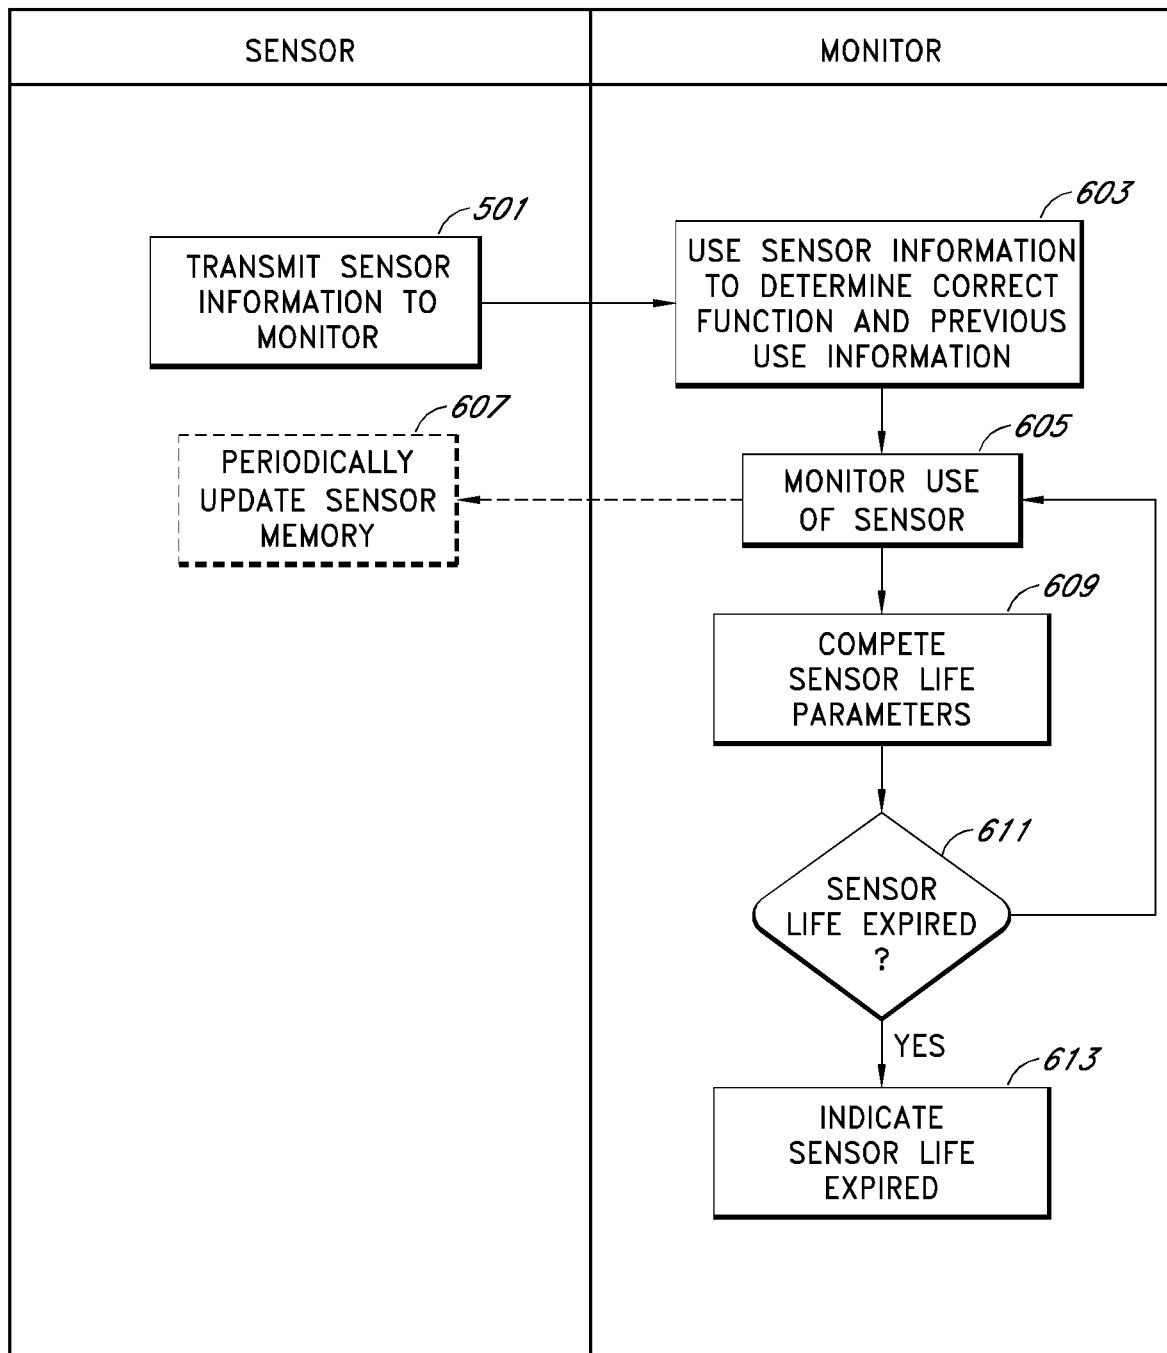 SENSOR
MONITOR
501
TRANSMIT SENSOR
INFORMATION TO
MONITOR
603
USE SENSOR INFORMATION
TO DETERMINE CORRECT
FUNCTION AND PREVIOUS
USE INFORMATION
607
PERIODICALLY
UPDATE SENSOR
MEMORY
605
MONITOR USE
OF SENSOR
609
COMPETE
SENSOR LIFE
PARAMETERS
611
SENSOR
LIFE EXPIRED
?
YES
613
INDICATE
SENSOR LIFE
EXPIRED